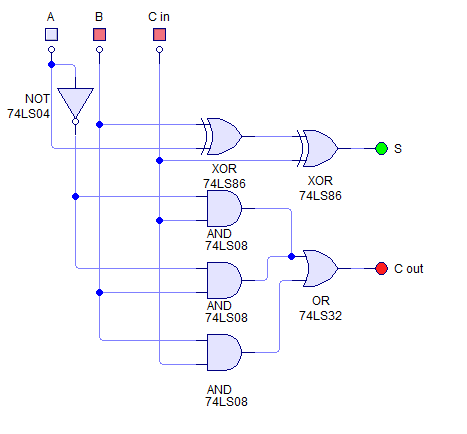 A
B
C in
NOT
74LS04
S
XOR
74LS86
XOR
74LS86
AND
74LS08
C out
AND
74LS08
OR
74LS32
AND
74LS08